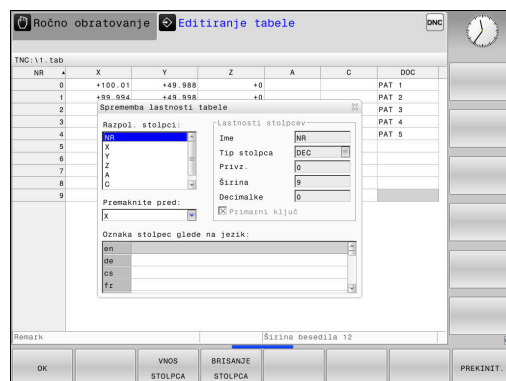 Ročno obratovanje Editiranje tabele DNC
TNC:\1.tab
NR X Y Z A C DOC
0 +100.01 +49.988 +0 PAT 1
1 +99.994 +49.998 +0 PAT 2
2 PAT 3
3 PAT 4
4 PAT 5
5
6
7
8
9
Sprememba lastnosti tabele
Razpol. stolpci:
NR
X
Y
Z
A
C
Premaknite pred:
X
Lastnosti stolpcev
Ime NR
Tip stolpca DEC
Privz. 0
Širina 9
Decimalke 0
Primarni ključ
Oznaka stolpec glede na jezik:
en
de
cs
fr
Remark Širina besedila 12
OK
VNOS STOLPCA
BRISANJE STOLPCA
PREKINIT.